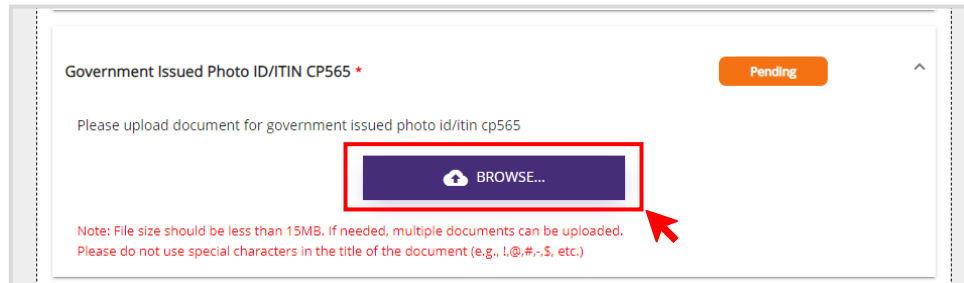 Government Issued Photo ID/ITIN CP565 *
Pending
Please upload document for government issued photo id/itin cp565
BROWSE...
Note: File size should be less than 15MB. If needed, multiple documents can be uploaded.
Please do not use special characters in the title of the document (e.g., !,@,#,-,$, etc.)